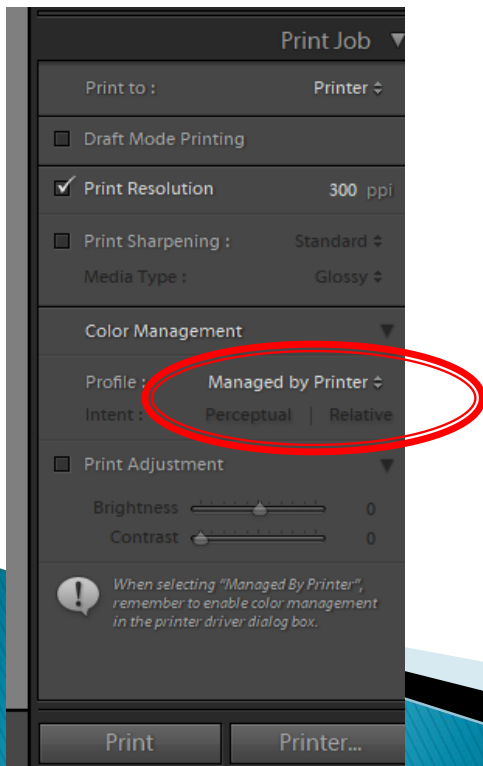 Print Job
Print to : Printer
Draft Mode Printing
Print Resolution 300 ppi
Print Sharpening : Standard
Media Type : Glossy
Color Management
Profile : Managed by Printer
Intent : Perceptual | Relative
Print Adjustment
Brightness 0
Contrast 0
When selecting "Managed By Printer",
remember to enable color management
in the printer driver dialog box.
Print Printer...